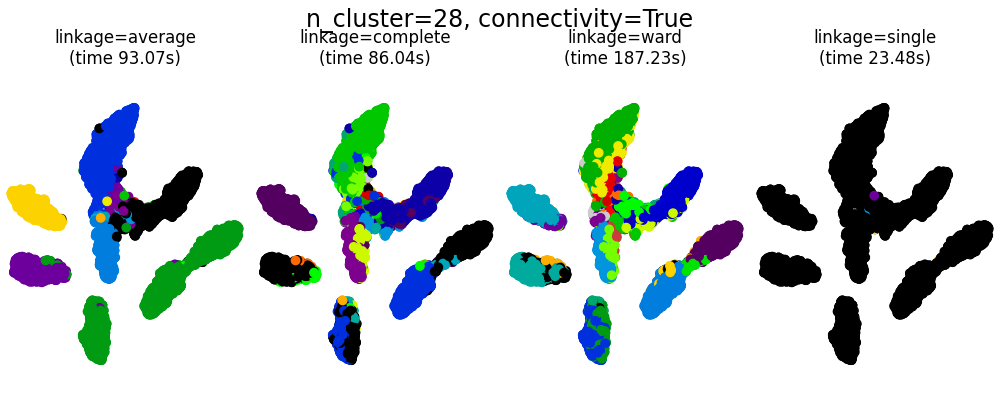 n_cluster=28, connectivity=True
linkage=average
(time 93.07s)
linkage=complete
(time 86.04s)
linkage=ward
(time 187.23s)
linkage=single
(time 23.48s)